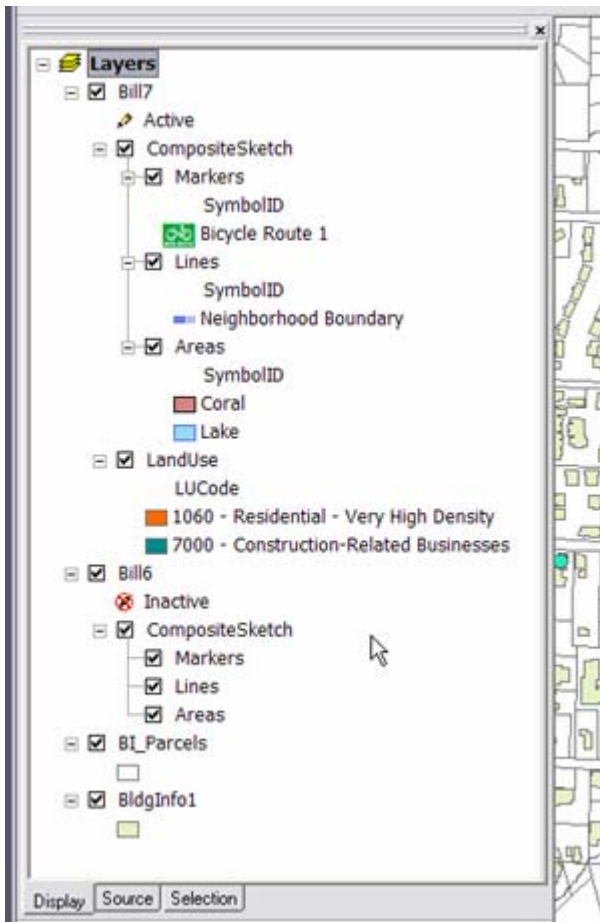 Layers
Bill7
Active
CompositeSketch
Markers
SymbolID
Bicycle Route 1
Lines
SymbolID
Neighborhood Boundary
Areas
SymbolID
Coral
Lake
LandUse
LUCode
1060 - Residential - Very High Density
7000 - Construction-Related Businesses
Bill6
Inactive
CompositeSketch
Markers
Lines
Areas
BI_Parcels
BldgInfo1
Display Source Selection